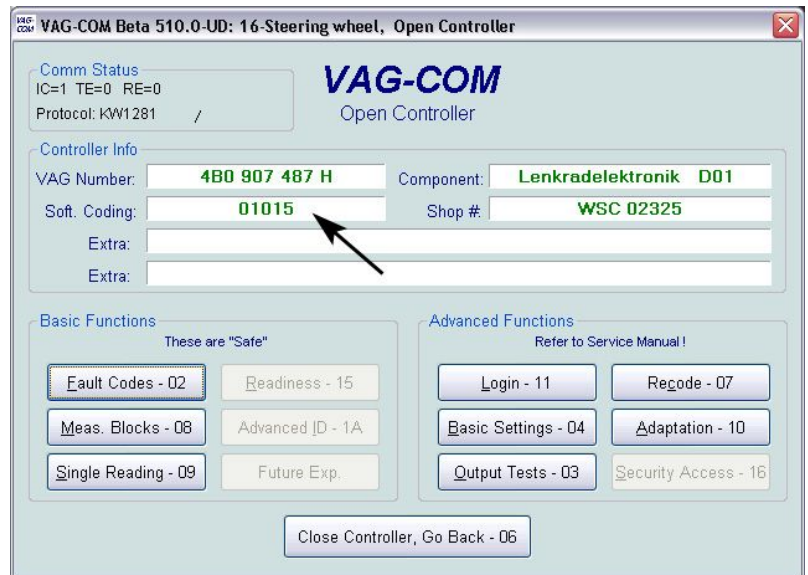 VAG-COM Beta 510.0-UD: 16-Steering wheel, Open Controller
Comm Status
IC=1 TE=0 RE=0
Protocol: KW1281 /
VAG-COM
Open Controller
Controller Info
VAG Number: 4B0 907 487 H Component: Lenkradelektronik D01
Soft. Coding: 01015 Shop #: WSC 02325
Extra:
Extra:
Basic Functions
These are "Safe"
Fault Codes - 02 Readiness - 15
Meas. Blocks - 08 Advanced ID - 1A
Single Reading - 09 Future Exp.
Advanced Functions
Refer to Service Manual !
Login - 11 Recode - 07
Basic Settings - 04 Adaptation - 10
Output Tests - 03 Security Access - 16
Close Controller, Go Back - 06